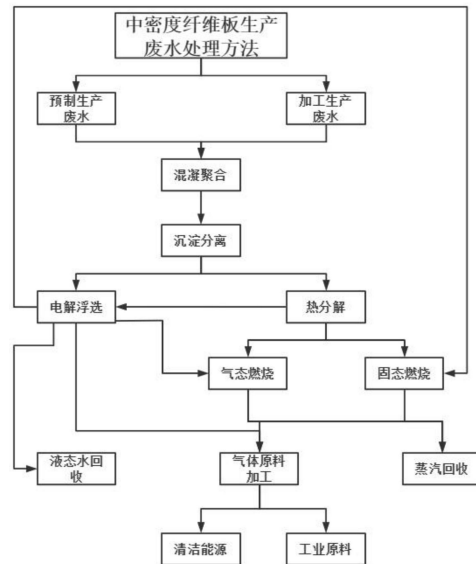 中密度纤维板生产
废水处理方法
预制生产
废水
加工生产
废水
混凝聚合
沉淀分离
电解浮选
热分解
气态燃烧
固态燃烧
液态水回
收
气体原料
加工
蒸汽回收
清洁能源
工业原料